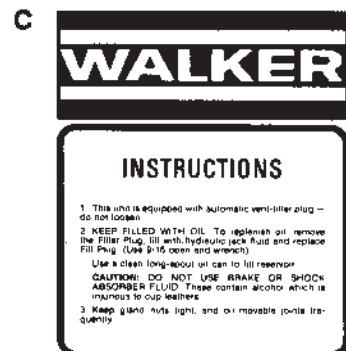 C
WALKER
INSTRUCTIONS
1 This unit is equipped with automatic vent-filler plug —
do not loosen
2 KEEP FILLED WITH OIL To replenish oil remove
the Filler Plug, fill with hydraulic jack fluid and replace
Fill Plug (Use 9/16 open end wrench)
Use a clean long-spout oil can to fill reservoir
CAUTION: DO NOT USE BRAKE OR SHOCK
ABSORBER FLUID These contain alcohol which is
injurious to cup leathers
3 Keep gland nuts tight, and oil movable joints fre-
quently